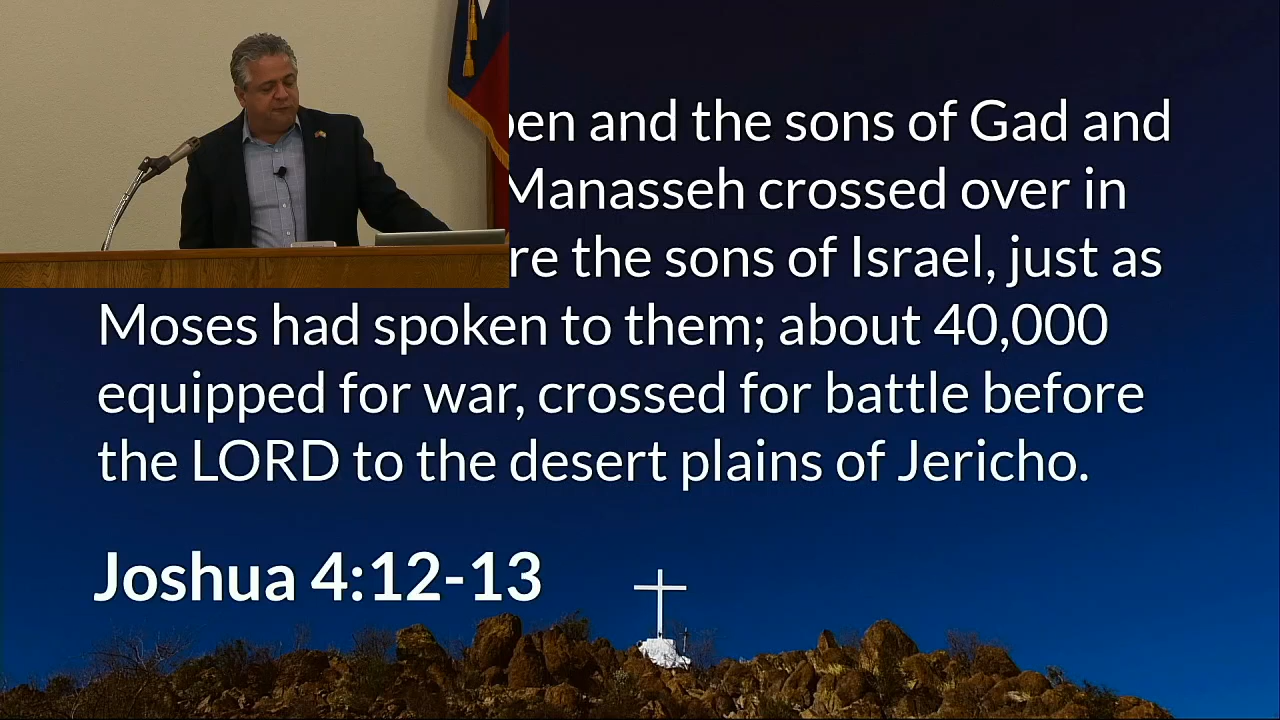 and the sons of Gad and
Manasseh crossed over in
the sons of Israel, just as
Moses had spoken to them; about 40,000
equipped for war, crossed for battle before
the LORD to the desert plains of Jericho.
Joshua 4:12-13